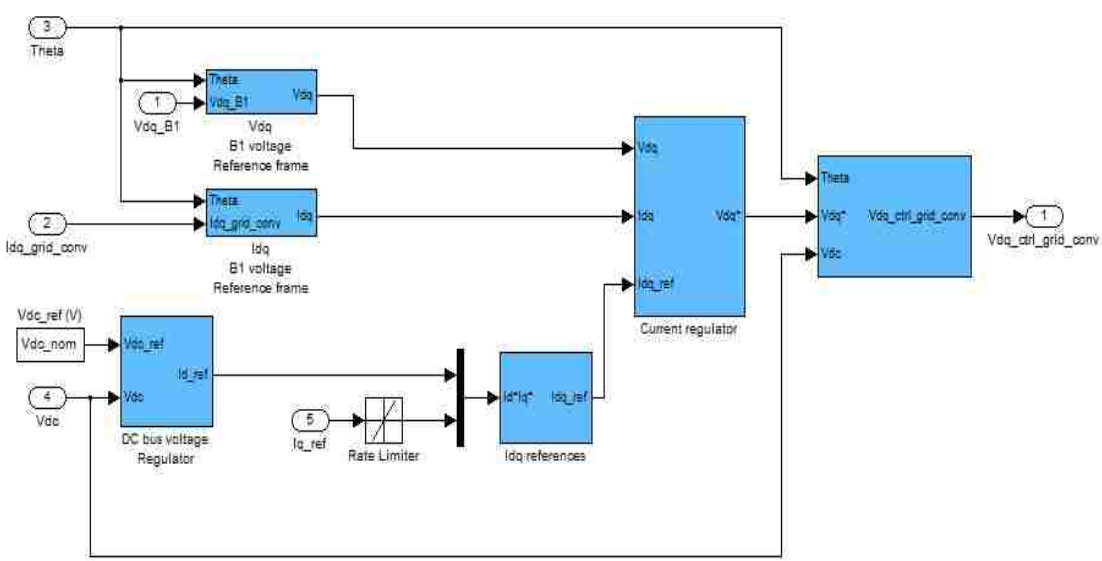 3
Theta
Theta
Vdq_B1
Vdq
1
Vdq_B1
Vdq
B1 voltage
Reference frame
Theta
Idq_grid_conv
Idq
2
Idq_grid_conv
Idq
B1 voltage
Reference frame
Vdq
Idq
Idq_ref
Vdq*
Current regulator
Theta
Vdq*
Vdc
Vdq_ctrl_grid_conv
1
Vdq_ctrl_grid_conv
Vdc_ref (V)
Vdc_nom
Vdc_ref
Vdc
Id_ref
4
Vdc
DC bus voltage
Regulator
5
Iq_ref
Rate Limiter
Id*Iq*
Idq_ref
Idq references